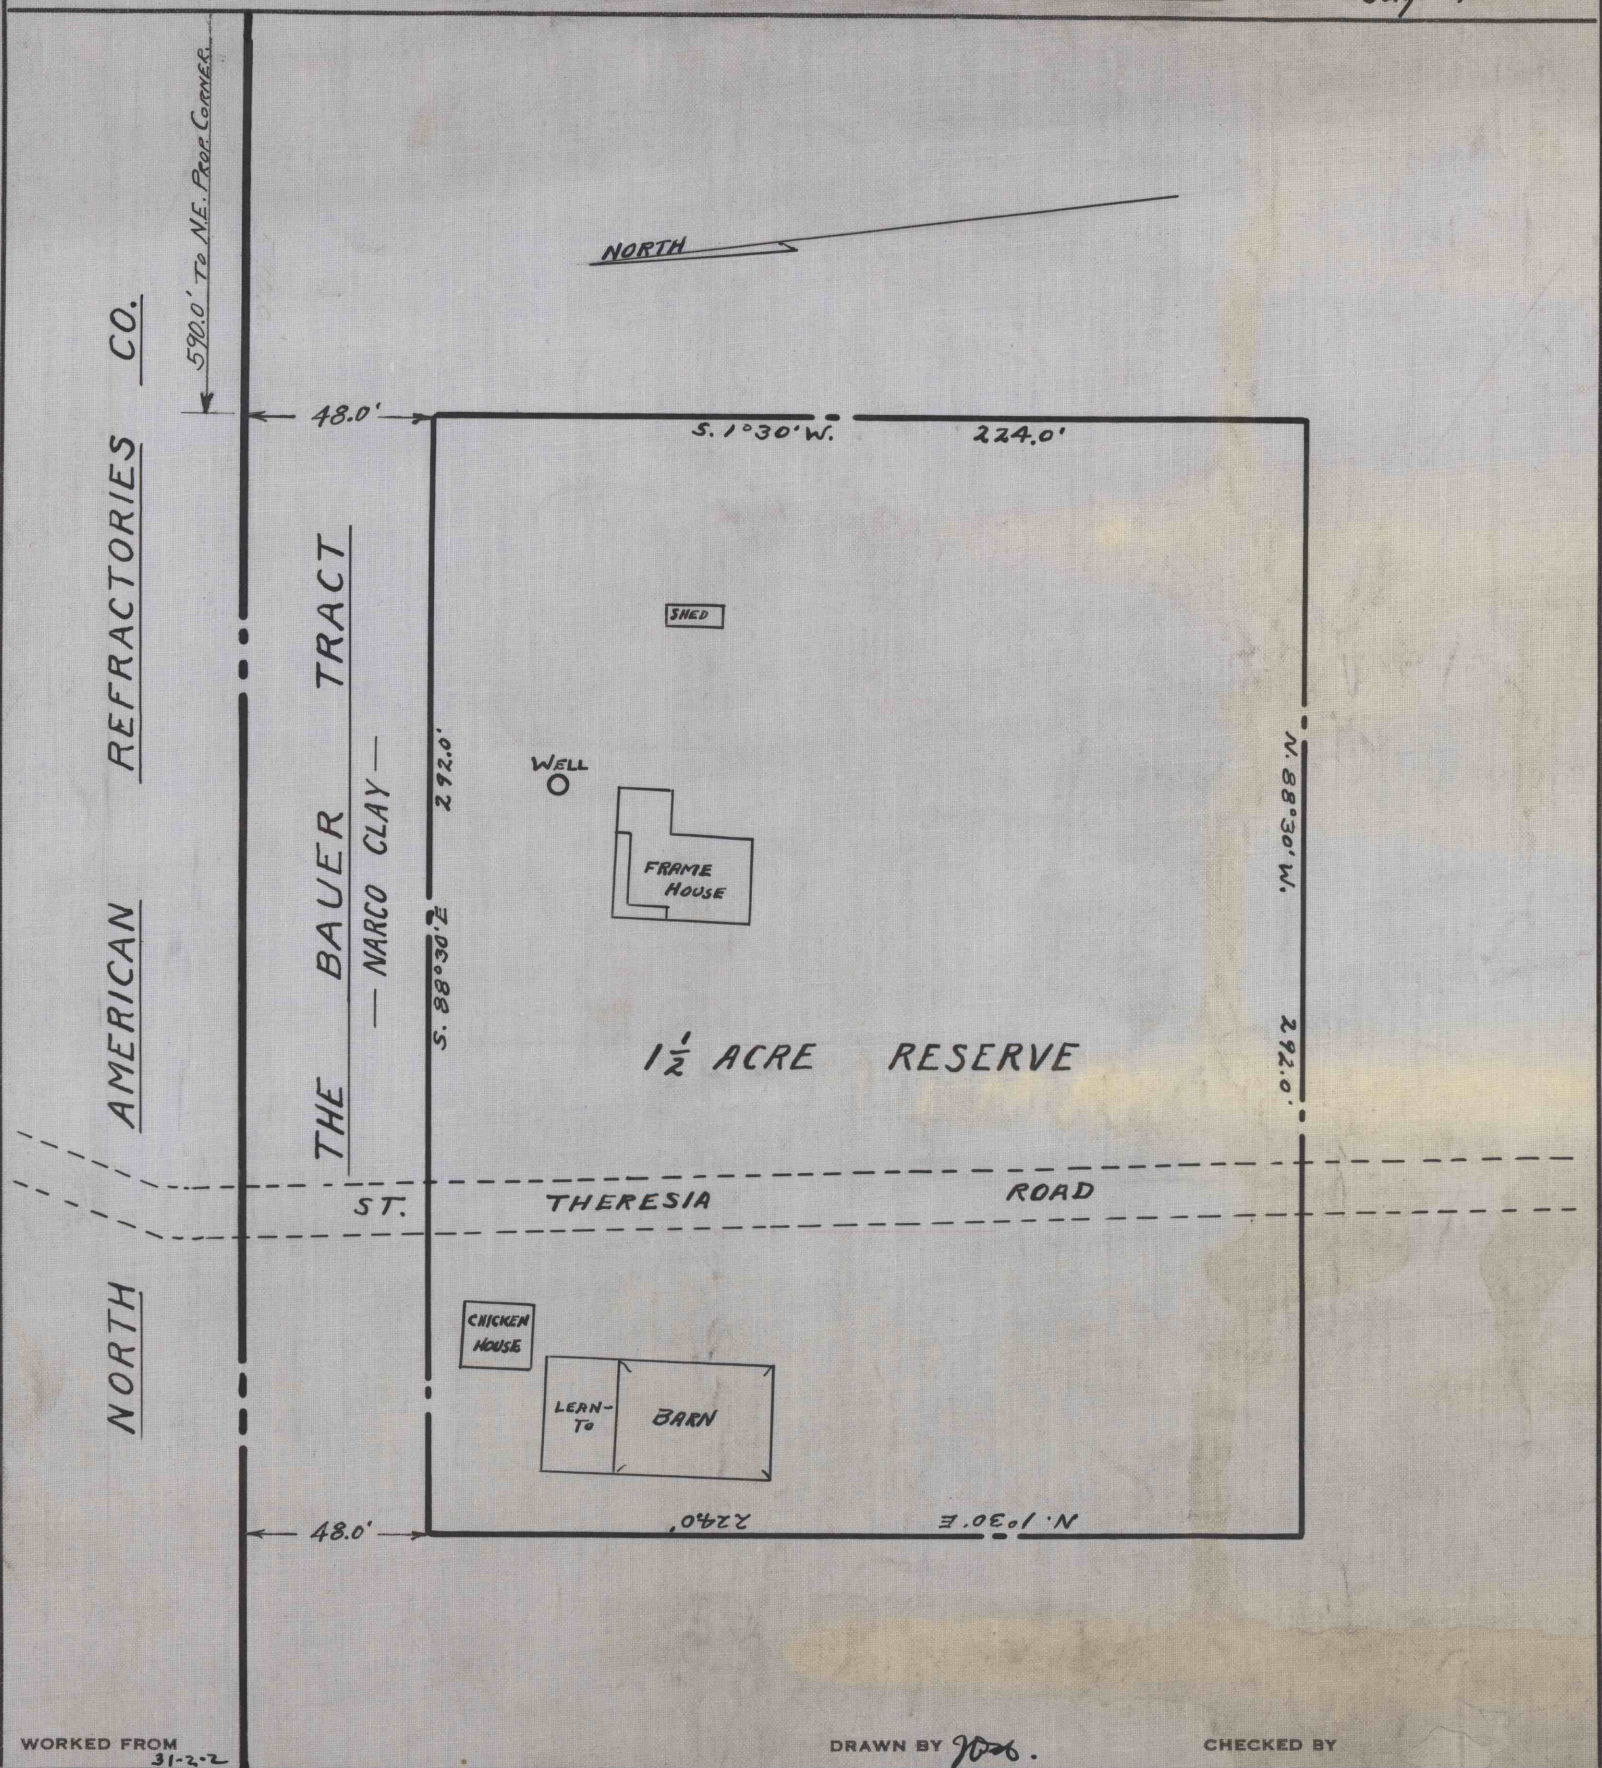 590.0' TO N.E. PROP. CORNER.
NORTH
48.0'
S. 1°30' W. 224.0'
NORTH AMERICAN REFRACTORIES CO.
THE BAUER TRACT
— NARCO CLAY —
S. 88°30' E 292.0'
SHED
WELL
FRAME
HOUSE
N. 88°30' W. 292.0'
1 1/2 ACRE RESERVE
ST. THERESIA ROAD
CHICKEN
HOUSE
LEAN-
TO
BARN
N. 1°30' E 224.0'
48.0'
WORKED FROM
31-2-2
DRAWN BY
CHECKED BY